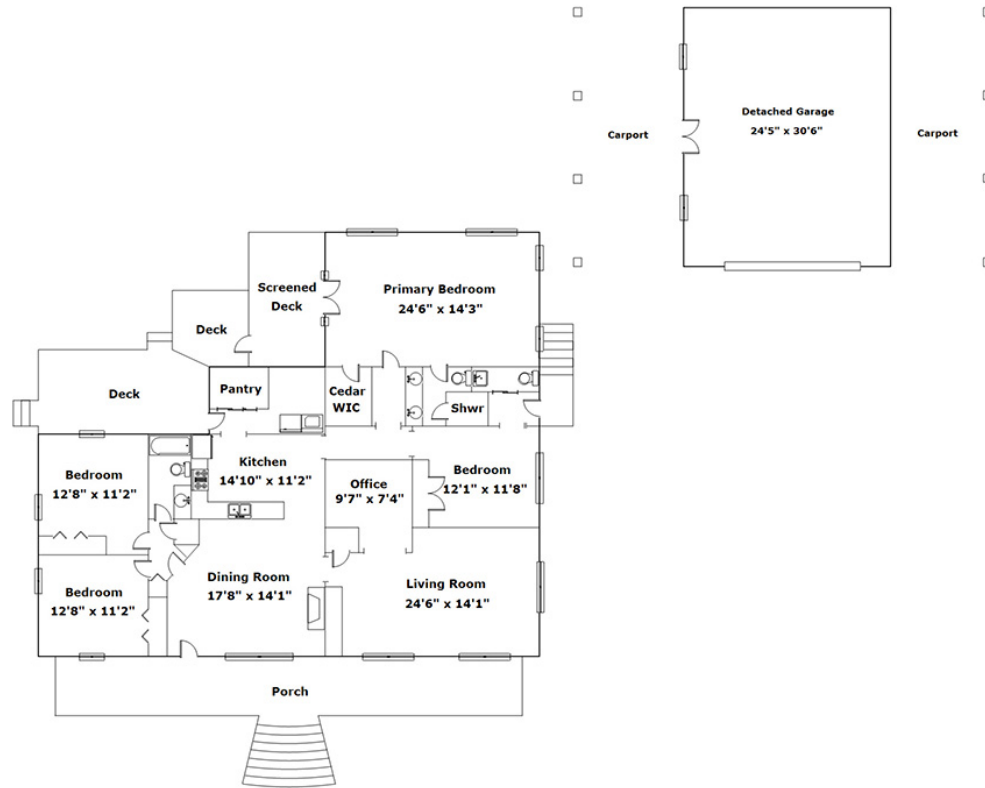 Detached Garage
24'5" x 30'6"
Carport
Carport
Screened
Deck
Primary Bedroom
24'6" x 14'3"
Deck
Deck
Pantry
Cedar
WIC
Shwr
Kitchen
14'10" x 11'2"
Bedroom
12'8" x 11'2"
Office
9'7" x 7'4"
Bedroom
12'1" x 11'8"
Dining Room
17'8" x 14'1"
Living Room
24'6" x 14'1"
Bedroom
12'8" x 11'2"
Porch